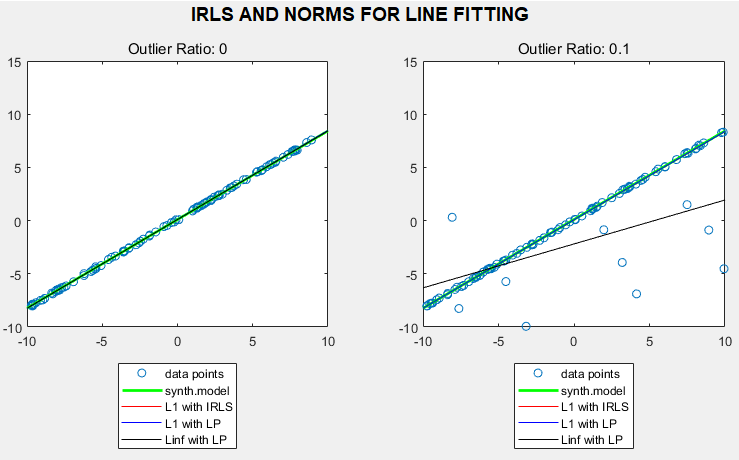 IRLS AND NORMS FOR LINE FITTING
Outlier Ratio: 0
15
10
5
0
-5
-10
-10
-5
0
5
10
data points
synth.model
L1 with IRLS
L1 with LP
Linf with LP
Outlier Ratio: 0.1
15
10
5
0
-5
-10
-10
-5
0
5
10
data points
synth.model
L1 with IRLS
L1 with LP
Linf with LP